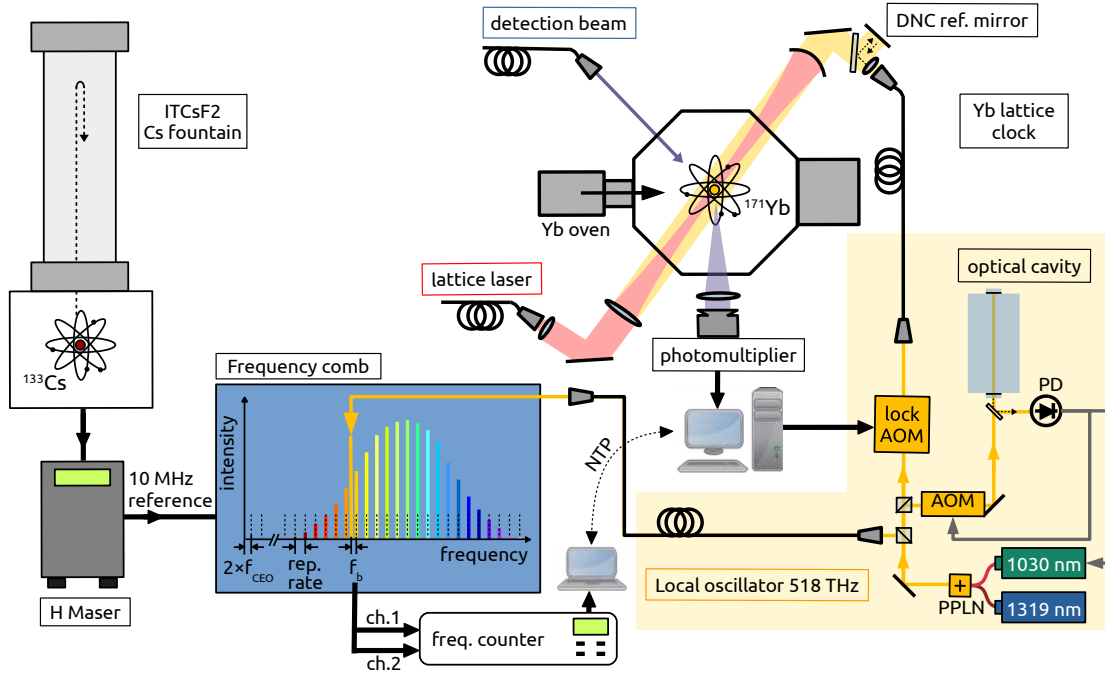 detection beam
DNC ref. mirror
ITCsF2
Cs fountain
Yb lattice
clock
171Yb
Yb oven
lattice laser
optical cavity
133Cs
photomultiplier
Frequency comb
PD
lock
AOM
intensity
NTP
10 MHz
reference
AOM
frequency
2×fCEO
rep.
rate
fb
1030 nm
Local oscillator 518 THz
+
PPLN
1319 nm
H Maser
ch.1
freq. counter
ch.2